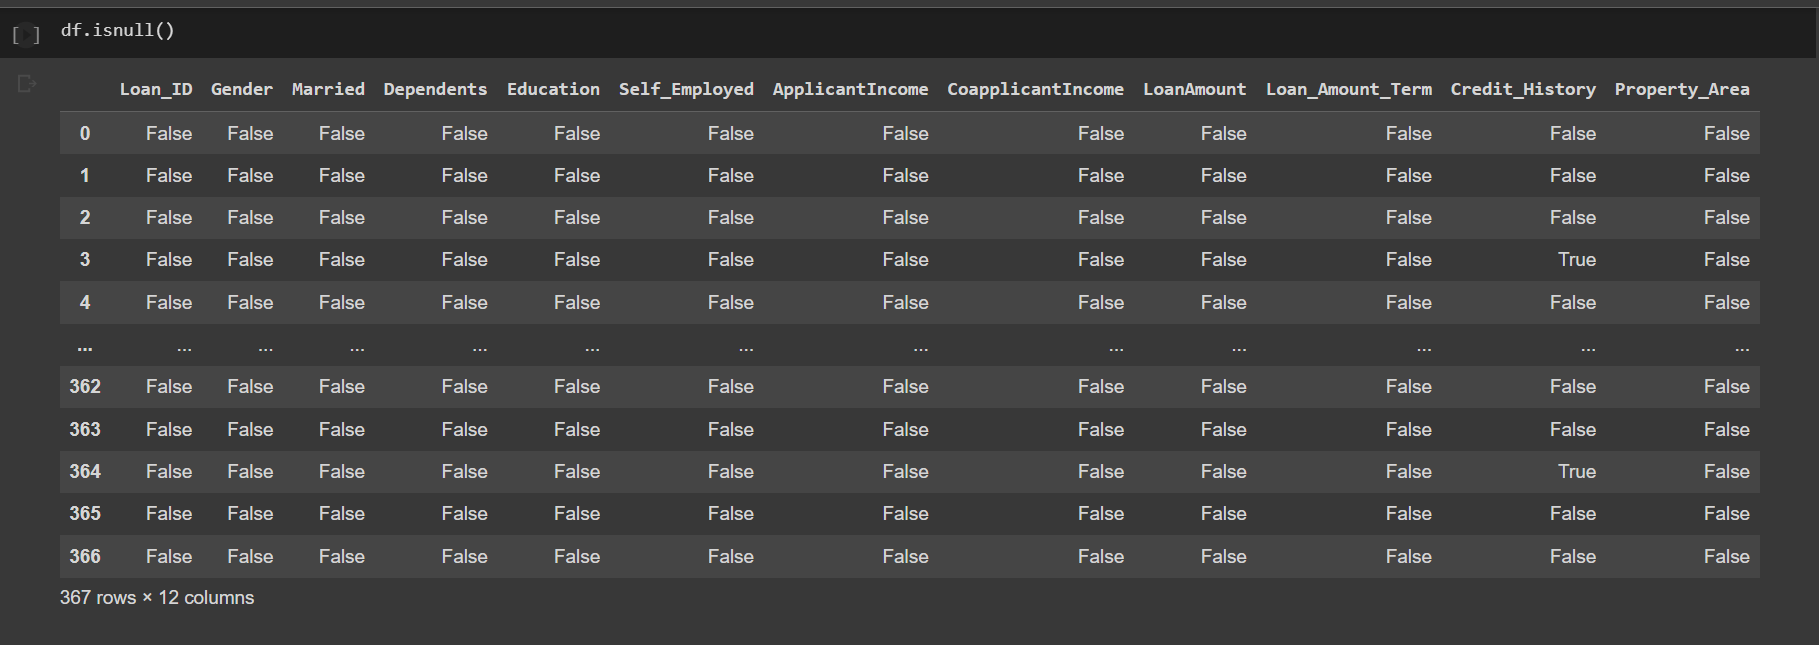 [ ] df.isnull()
Loan_ID Gender Married Dependents Education Self_Employed ApplicantIncome CoapplicantIncome LoanAmount Loan_Amount_Term Credit_History Property_Area
0 False False False False False False False False False False False False
1 False False False False False False False False False False False False
2 False False False False False False False False False False False False
3 False False False False False False False False False False True False
4 False False False False False False False False False False False False
... ... ... ... ... ... ... ... ... ... ... ... ...
362 False False False False False False False False False False False False
363 False False False False False False False False False False False False
364 False False False False False False False False False False True False
365 False False False False False False False False False False False False
366 False False False False False False False False False False False False
367 rows × 12 columns